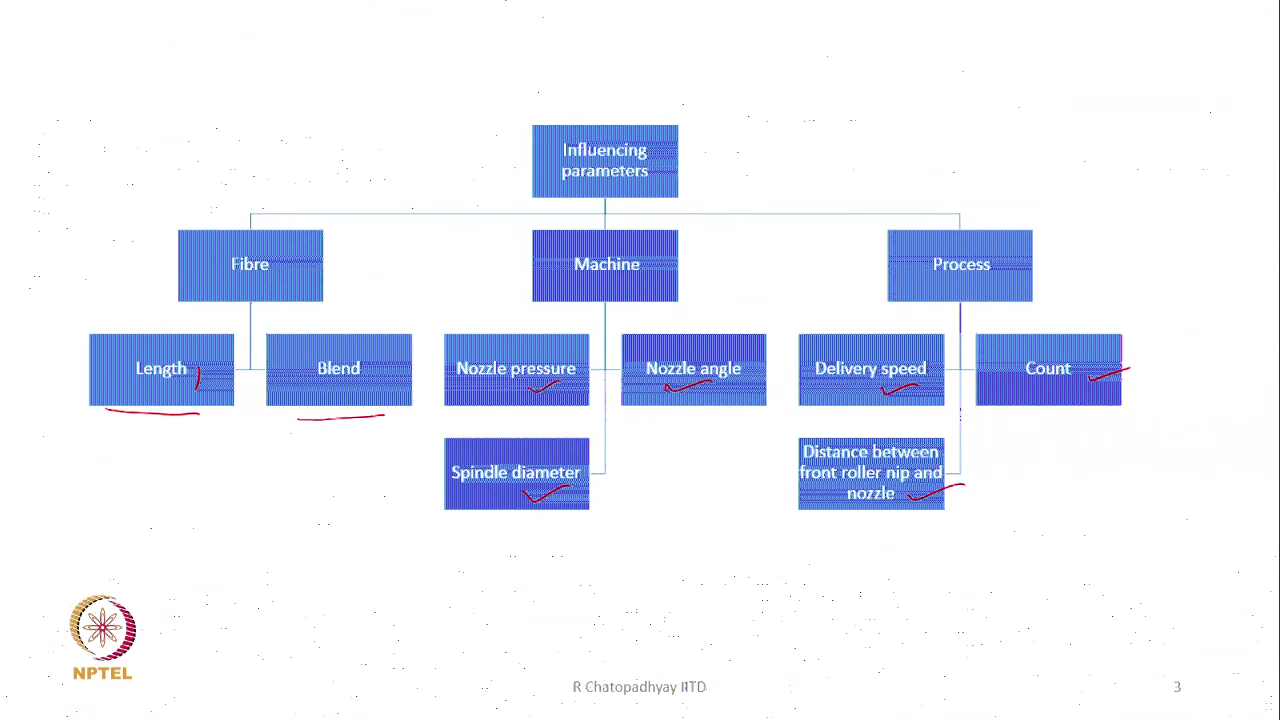 Influencing
parameters
Fibre
Machine
Process
Length
Blend
Nozzle pressure
Nozzle angle
Delivery speed
Count
Spindle diameter
Distance between
front roller nip and
nozzle
NPTEL
R Chatopadhyay IITD
3